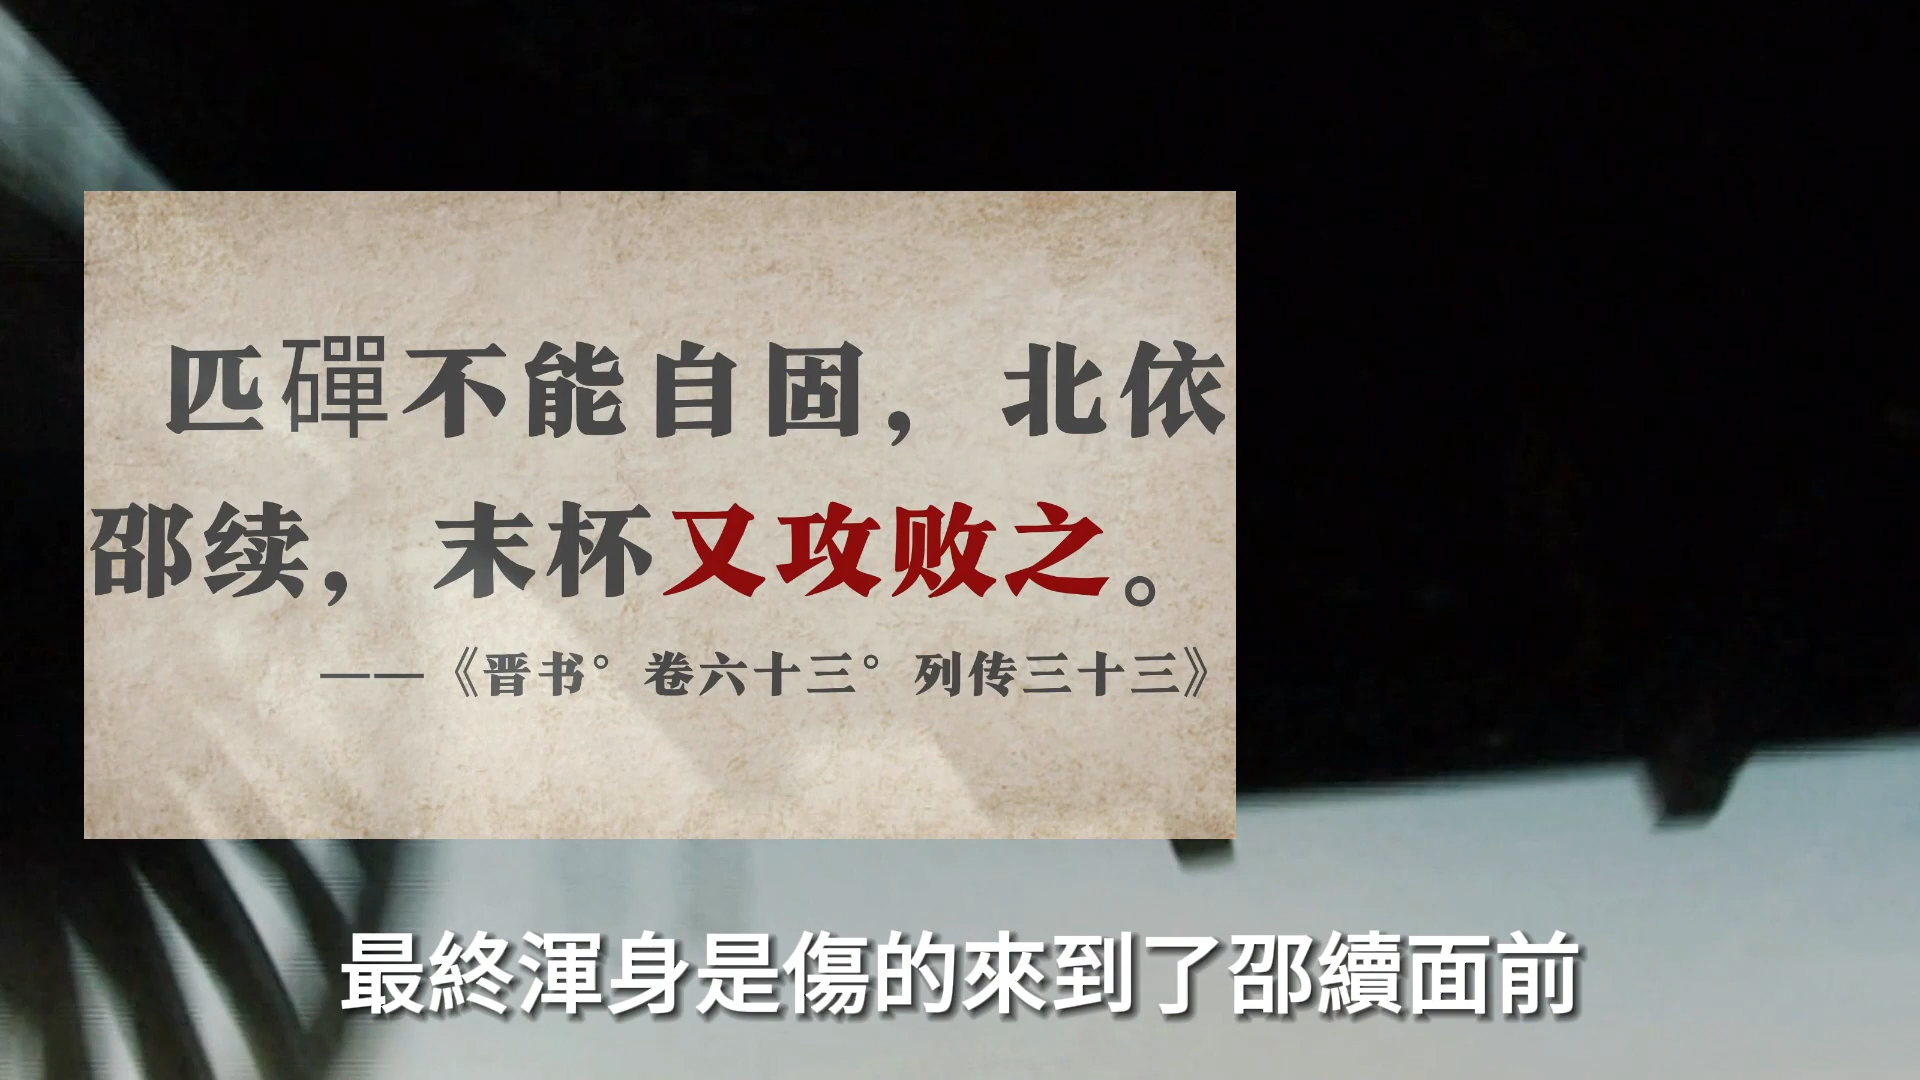 匹磾不能自固，北依
邵续，末杯又攻败之。
——《晋书°卷六十三°列传三十三》
最終渾身是傷的來到了邵續面前